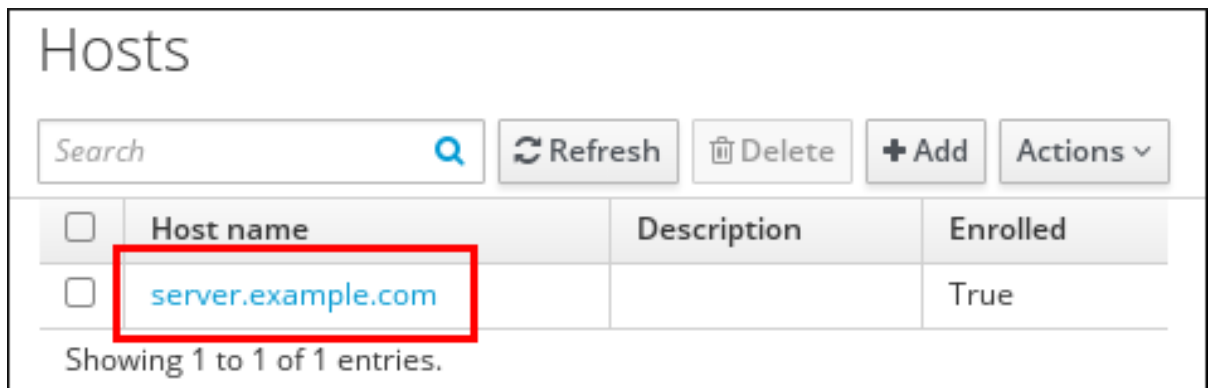 Hosts
Search Refresh Delete Add Actions
Host name Description Enrolled
server.example.com True
Showing 1 to 1 of 1 entries.